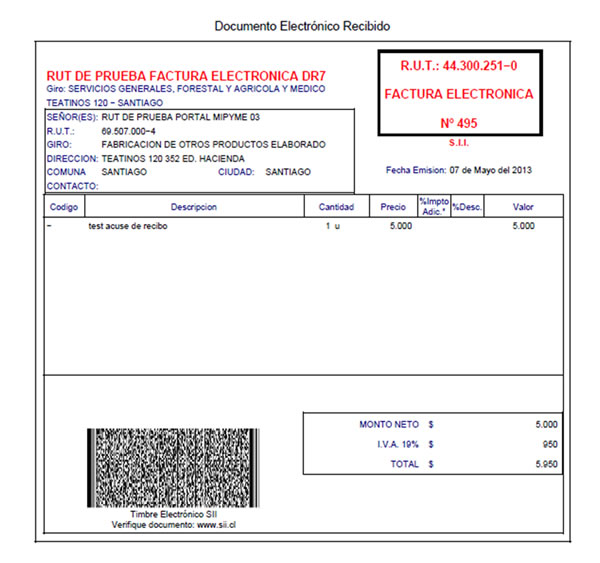 Documento Electrónico Recibido
RUT DE PRUEBA FACTURA ELECTRONICA DR7
Giro: SERVICIOS GENERALES, FORESTAL Y AGRICOLA Y MEDICO
TEATINOS 120 - SANTIAGO
R.U.T.: 44.300.251-0
FACTURA ELECTRONICA
Nº 495
S.I.I.
Fecha Emision: 07 de Mayo del 2013
SEÑOR(ES): RUT DE PRUEBA PORTAL MIPYME 03
R.U.T.: 69.507.000-4
GIRO: FABRICACION DE OTROS PRODUCTOS ELABORADO
DIRECCION: TEATINOS 120 352 ED. HACIENDA
COMUNA SANTIAGO CIUDAD: SANTIAGO
CONTACTO:
Codigo Descripcion Cantidad Precio %Impto Adic.* %Desc. Valor
- test acuse de recibo 1 u 5.000 5.000
MONTO NETO $ 5.000
I.V.A. 19% $ 950
TOTAL $ 5.950
Timbre Electrónico SII
Verifique documento: www.sii.cl